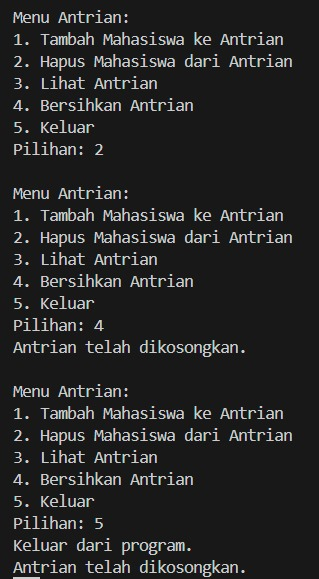 Menu Antrian:
1. Tambah Mahasiswa ke Antrian
2. Hapus Mahasiswa dari Antrian
3. Lihat Antrian
4. Bersihkan Antrian
5. Keluar
Pilihan: 2
Menu Antrian:
1. Tambah Mahasiswa ke Antrian
2. Hapus Mahasiswa dari Antrian
3. Lihat Antrian
4. Bersihkan Antrian
5. Keluar
Pilihan: 4
Antrian telah dikosongkan.
Menu Antrian:
1. Tambah Mahasiswa ke Antrian
2. Hapus Mahasiswa dari Antrian
3. Lihat Antrian
4. Bersihkan Antrian
5. Keluar
Pilihan: 5
Keluar dari program.
Antrian telah dikosongkan.